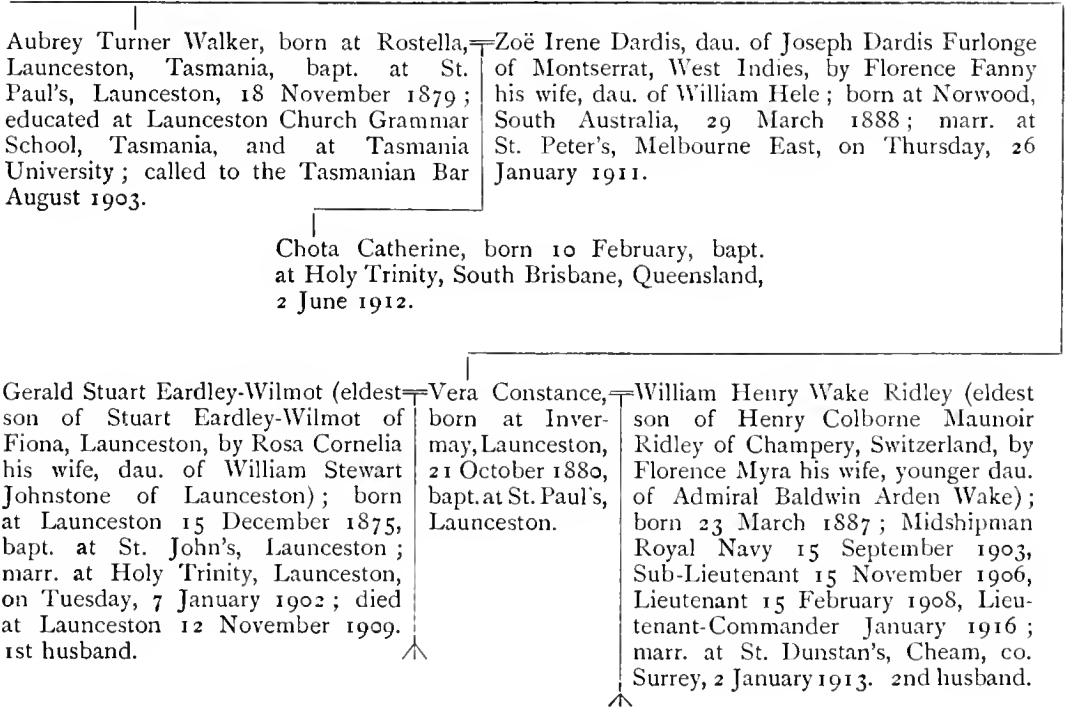 Aubrey Turner Walker, born at Rostella,
Launceston, Tasmania, bapt. at St.
Paul's, Launceston, 18 November 1879;
educated at Launceston Church Grammar
School, Tasmania, and at Tasmania
University; called to the Tasmanian Bar
August 1903.
Zoë Irene Dardis, dau. of Joseph Dardis Furlonge
of Montserrat, West Indies, by Florence Fanny
his wife, dau. of William Hele; born at Norwood,
South Australia, 29 March 1888; marr. at
St. Peter's, Melbourne East, on Thursday, 26
January 1911.
Chota Catherine, born 10 February, bapt.
at Holy Trinity, South Brisbane, Queensland,
2 June 1912.
Gerald Stuart Eardley-Wilmot (eldest
son of Stuart Eardley-Wilmot of
Fiona, Launceston, by Rosa Cornelia
his wife, dau. of William Stewart
Johnstone of Launceston); born
at Launceston 15 December 1875,
bapt. at St. John's, Launceston;
marr. at Holy Trinity, Launceston,
on Tuesday, 7 January 1902; died
at Launceston 12 November 1909.
1st husband.
Vera Constance,
born at Inver-
may, Launceston,
21 October 1880,
bapt. at St. Paul's,
Launceston.
William Henry Wake Ridley (eldest
son of Henry Colborne Maunoir
Ridley of Champery, Switzerland, by
Florence Myra his wife, younger dau.
of Admiral Baldwin Arden Wake);
born 23 March 1887; Midshipman
Royal Navy 15 September 1903,
Sub-Lieutenant 15 November 1906,
Lieutenant 15 February 1908, Lieu-
tenant-Commander January 1916;
marr. at St. Dunstan's, Cheam, co.
Surrey, 2 January 1913. 2nd husband.